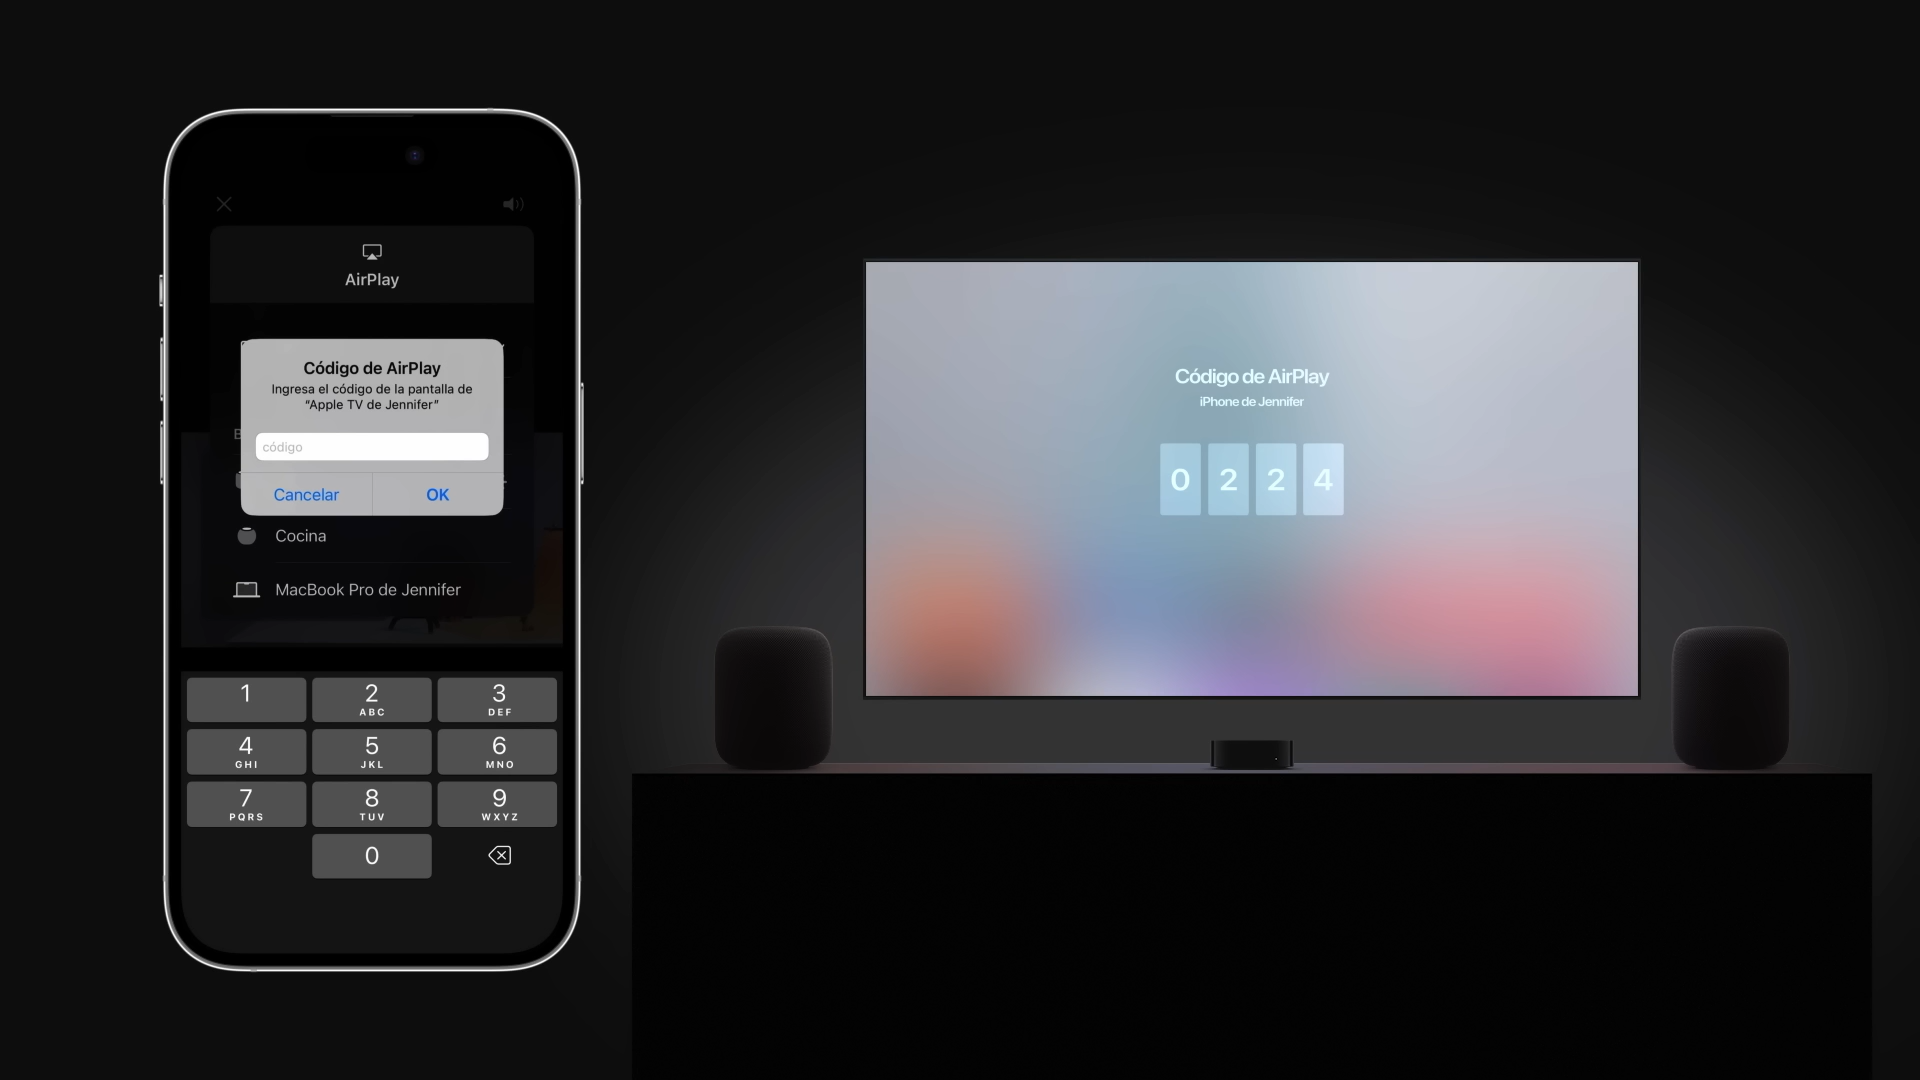 AirPlay
Código de AirPlay
Ingresa el código de la pantalla de
“Apple TV de Jennifer”
código
Cancelar
OK
Cocina
MacBook Pro de Jennifer
1
2
ABC
3
DEF
4
GHI
5
JKL
6
MNO
7
PQRS
8
TUV
9
WXYZ
0
Código de AirPlay
iPhone de Jennifer
0 2 2 4